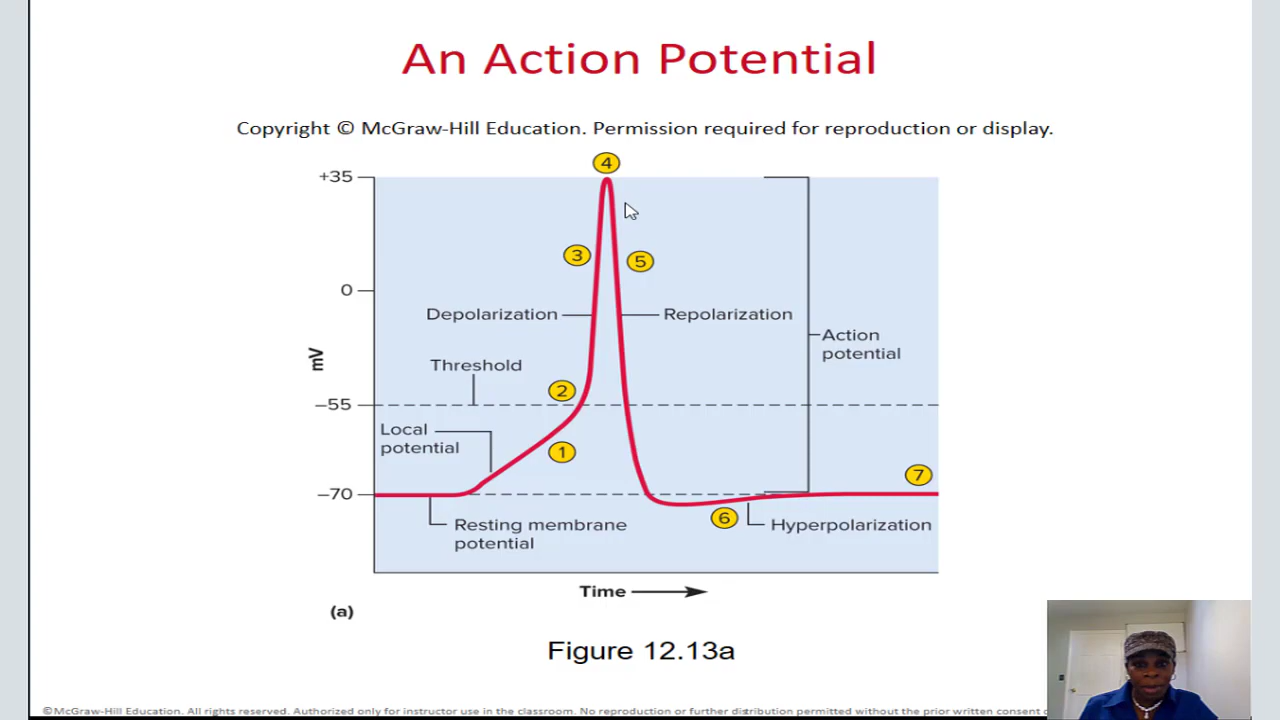 An Action Potential
Copyright © McGraw-Hill Education. Permission required for reproduction or display.
4
+35
3
5
0
Depolarization
Repolarization
Action
potential
mV
Threshold
2
–55
Local
potential
1
7
–70
6
Resting membrane
potential
Hyperpolarization
Time
(a)
Figure 12.13a
©McGraw-Hill Education. All rights reserved. Authorized only for instructor use in the classroom. No reproduction or further distribution permitted without the prior written consent o